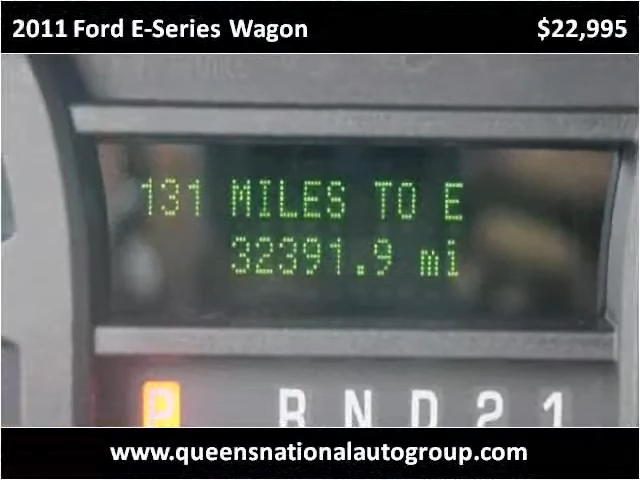 2011 Ford E-Series Wagon $22,995
131 MILES TO E
32391.9 mi
P R N D 2 1
www.queensnationalautogroup.com